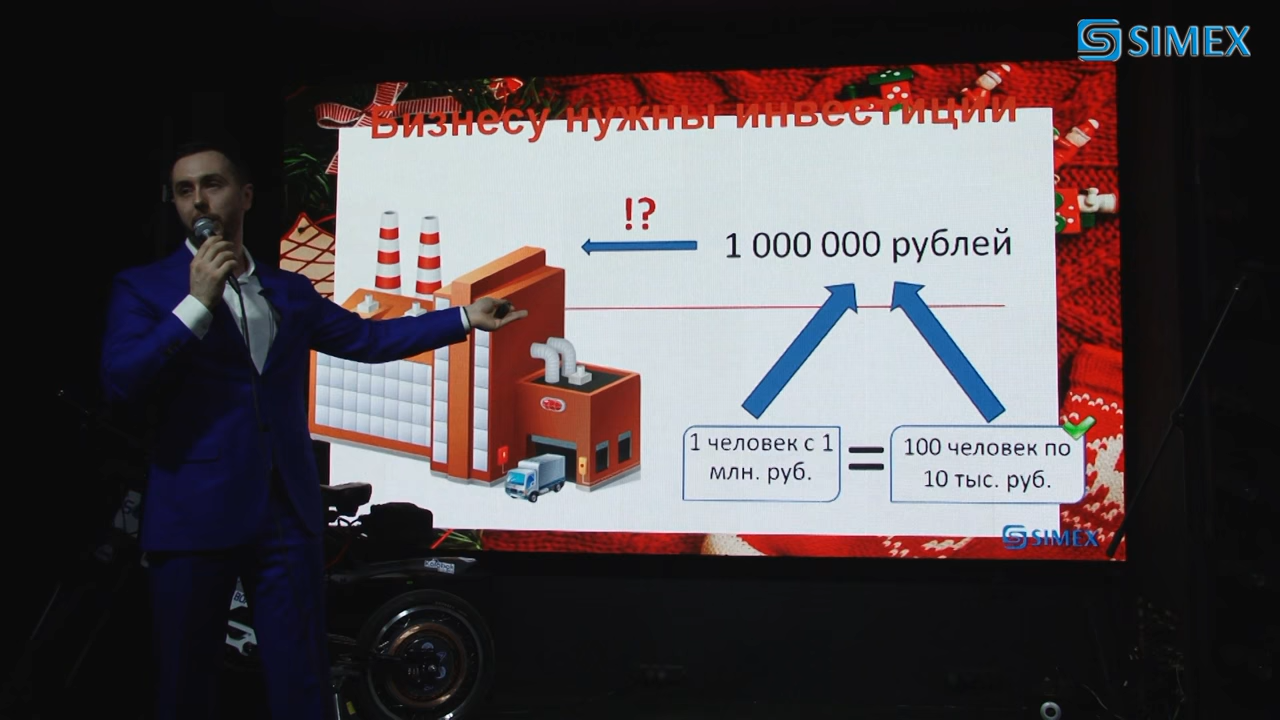 SIMEX
Бизнесу нужны инвестиции
!?
1 000 000 рублей
1 человек с 1
млн. руб.
=
100 человек по
10 тыс. руб.
SIMEX